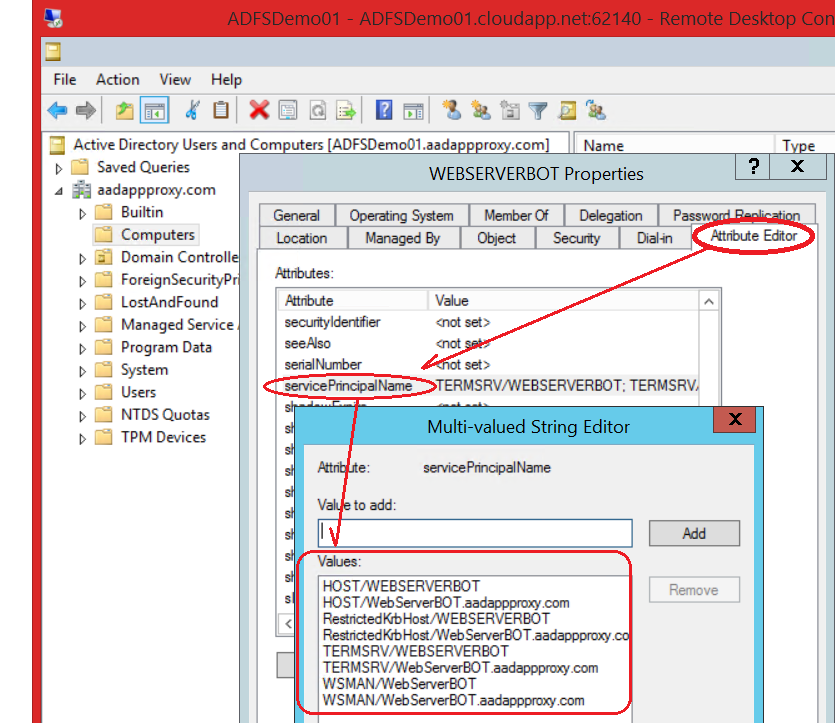 ADFSDemo01 - ADFSDemo01.cloudapp.net:62140 - Remote Desktop Con
File Action View Help
Active Directory Users and Computers [ADFSDemo01.aadappproxy.com]
Name Type
Saved Queries
aadappproxy.com
Builtin
Computers
Domain Controlle
ForeignSecurityPri
LostAndFound
Managed Service
Program Data
System
Users
NTDS Quotas
TPM Devices
WEBSERVERBOT Properties
? X
General Operating System Member Of Delegation Password Replication
Location Managed By Object Security Dial-in Attribute Editor
Attributes:
Attribute Value
securityIdentifier <not set>
seeAlso <not set>
serialNumber <not set>
servicePrincipalName TERMSRV/WEBSERVERBOT; TERMSRV/
Multi-valued String Editor
X
Attribute: servicePrincipalName
Value to add:
Add
Values:
Remove
HOST/WEBSERVERBOT
HOST/WebServerBOT.aadappproxy.com
RestrictedKrbHost/WEBSERVERBOT
RestrictedKrbHost/WebServerBOT.aadappproxy.co
TERMSRV/WEBSERVERBOT
TERMSRV/WebServerBOT.aadappproxy.com
WSMAN/WebServerBOT
WSMAN/WebServerBOT.aadappproxy.com